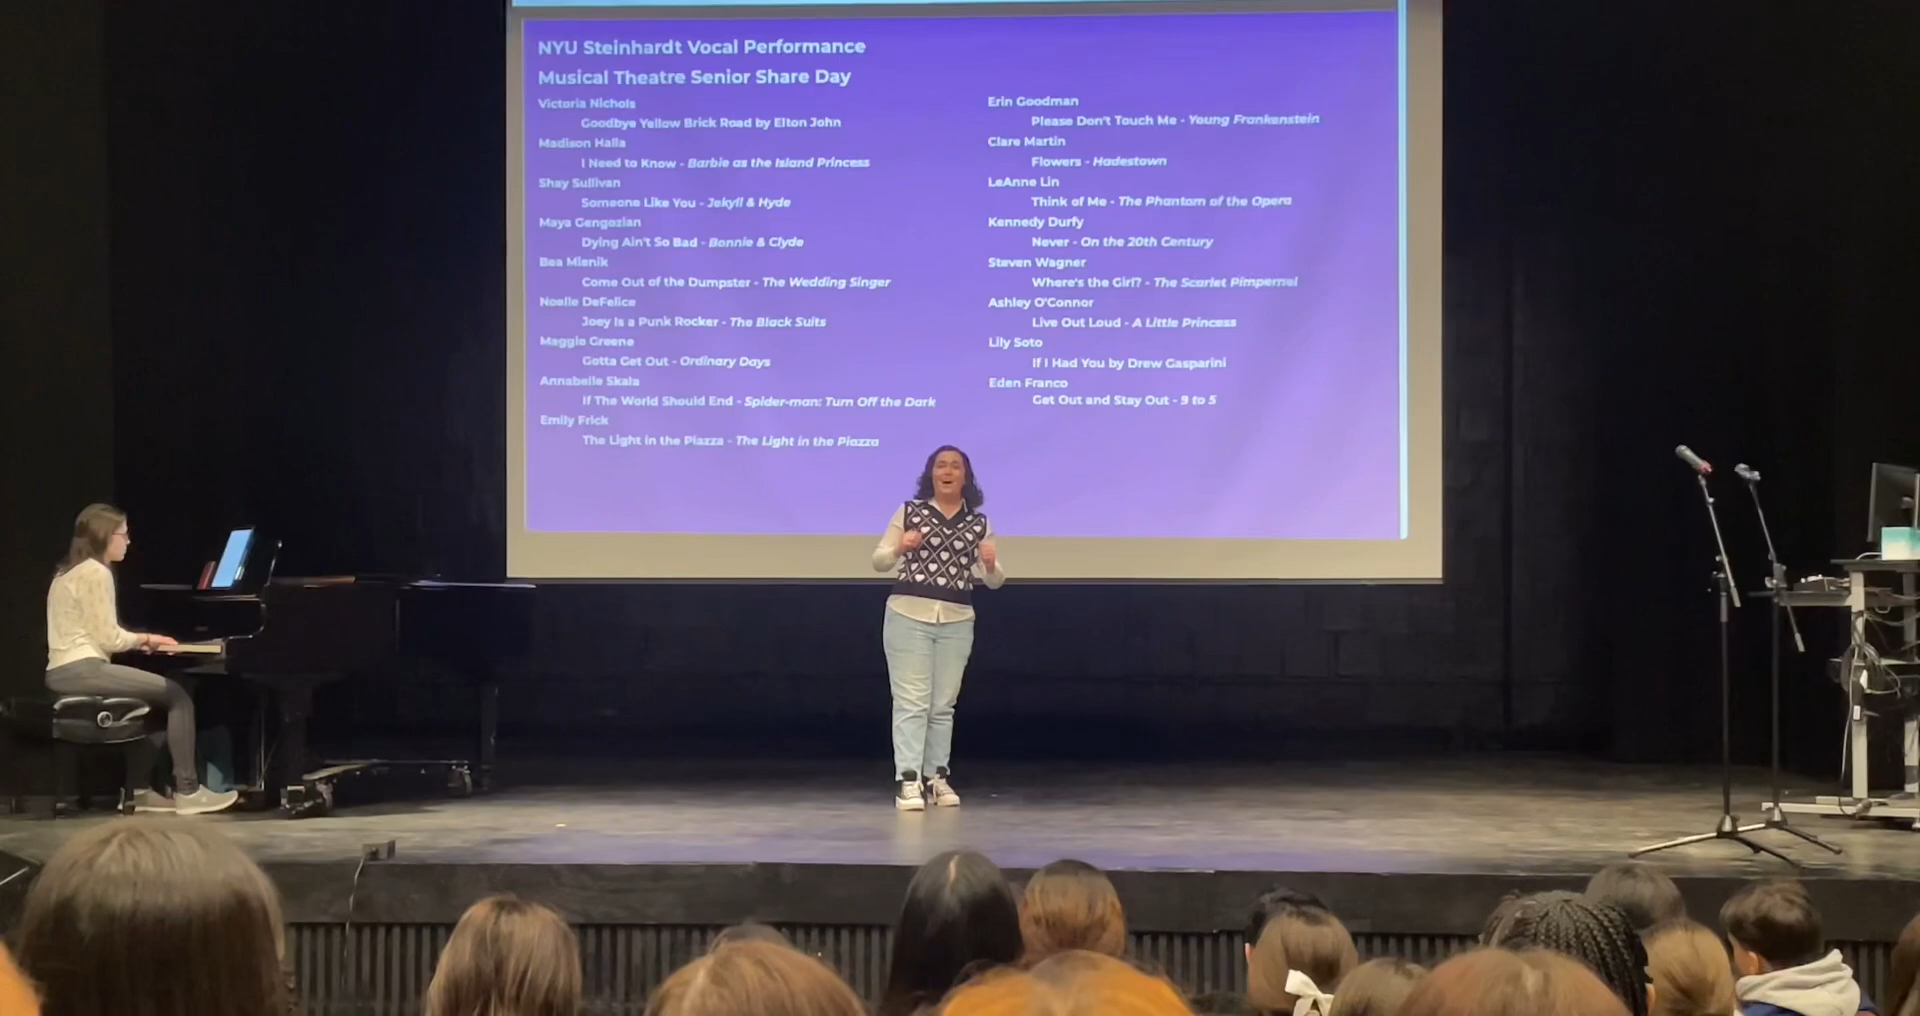 NYU Steinhardt Vocal Performance
Musical Theatre Senior Share Day
Victoria Nichols
Goodbye Yellow Brick Road by Elton John
Madison Halla
I Need to Know - Barbie as the Island Princess
Shay Sullivan
Someone Like You - Jekyll & Hyde
Maya Gengozian
Dying Ain't So Bad - Bonnie & Clyde
Bea Misnik
Come Out of the Dumpster - The Wedding Singer
Noelle DeFelice
Joey Is a Punk Rocker - The Black Suits
Maggie Greene
Gotta Get Out - Ordinary Days
Annabelle Skala
If The World Should End - Spider-man: Turn Off the Dark
Emily Frick
The Light in the Piazza - The Light in the Piazza
Erin Goodman
Please Don't Touch Me - Young Frankenstein
Clare Martin
Flowers - Hadestown
LeAnne Lin
Think of Me - The Phantom of the Opera
Kennedy Durfy
Never - On the 20th Century
Steven Wagner
Where's the Girl? - The Scarlet Pimpernel
Ashley O'Connor
Live Out Loud - A Little Princess
Lily Soto
If I Had You by Drew Gasparini
Eden Franco
Get Out and Stay Out - 9 to 5